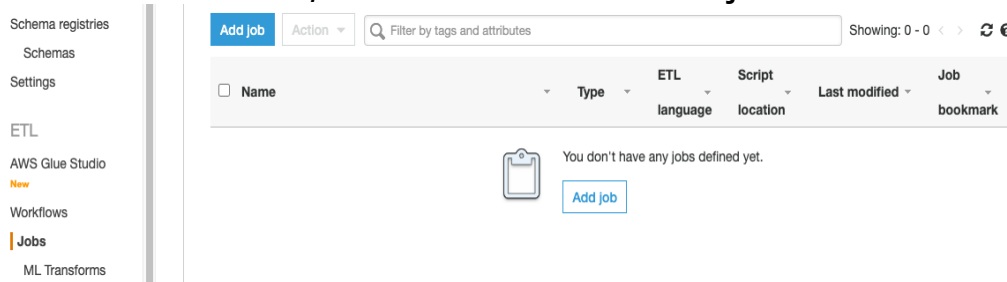 Schema registries
Schemas
Settings
ETL
AWS Glue Studio
New
Workflows
Jobs
ML Transforms
Add job Action Filter by tags and attributes Showing: 0 - 0
Name Type ETL language Script location Last modified Job bookmark
You don't have any jobs defined yet.
Add job